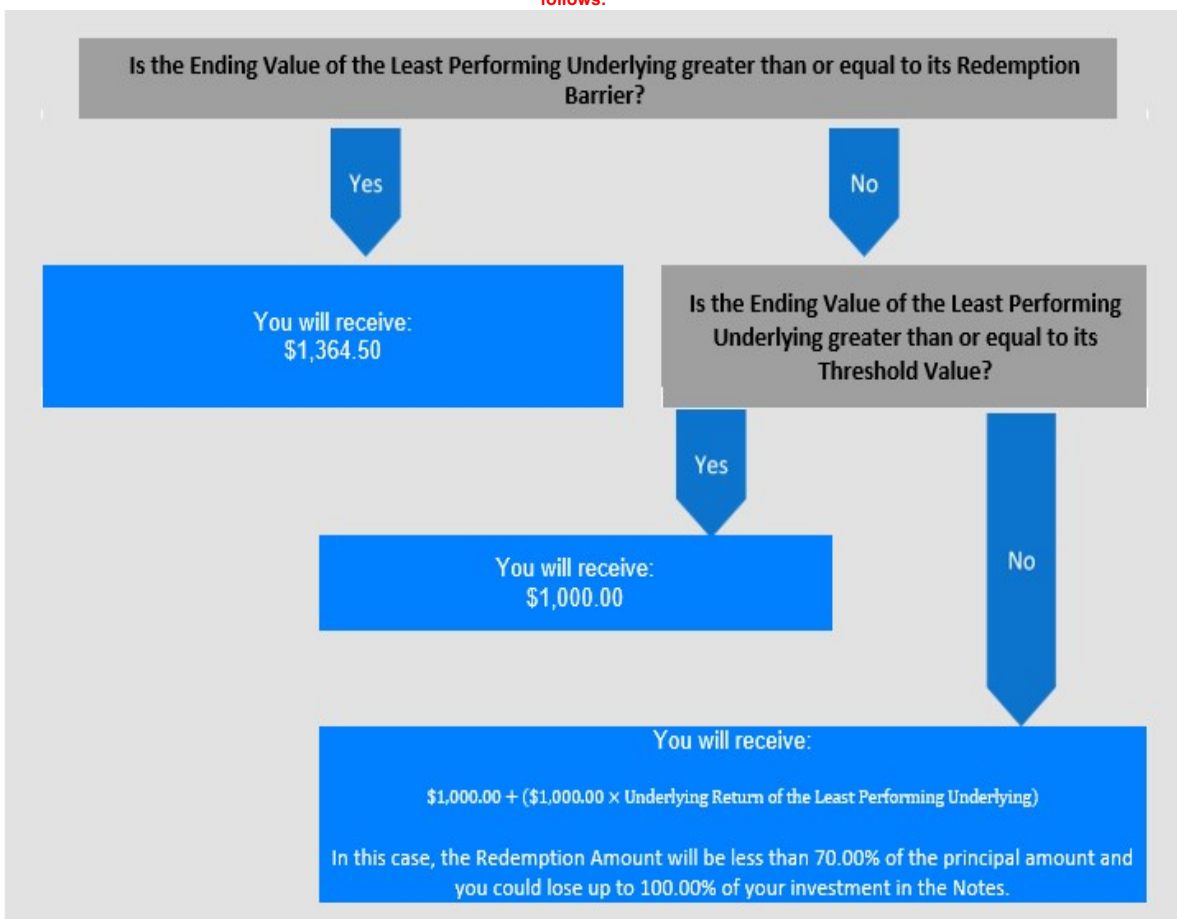 follows:
Is the Ending Value of the Least Performing Underlying greater than or equal to its Redemption
Barrier?
Yes
No
You will receive:
$1,364.50
Is the Ending Value of the Least Performing
Underlying greater than or equal to its
Threshold Value?
Yes
No
You will receive:
$1,000.00
You will receive:
$1,000.00 + ($1,000.00 × Underlying Return of the Least Performing Underlying)
In this case, the Redemption Amount will be less than 70.00% of the principal amount and
you could lose up to 100.00% of your investment in the Notes.